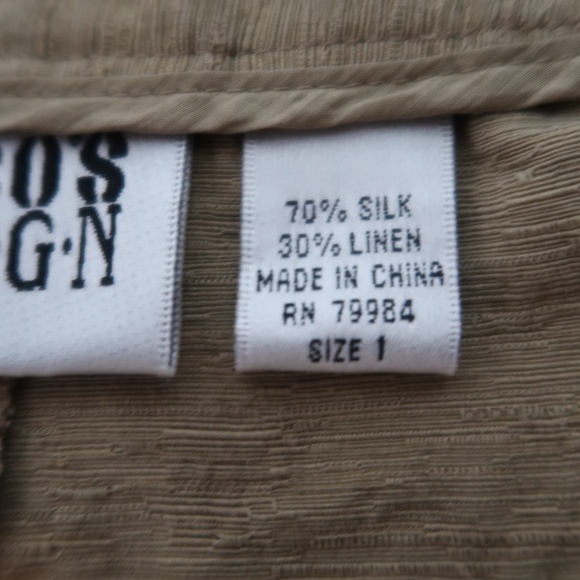 O'S
G·N
70% SILK
30% LINEN
MADE IN CHINA
RN 79984
SIZE 1